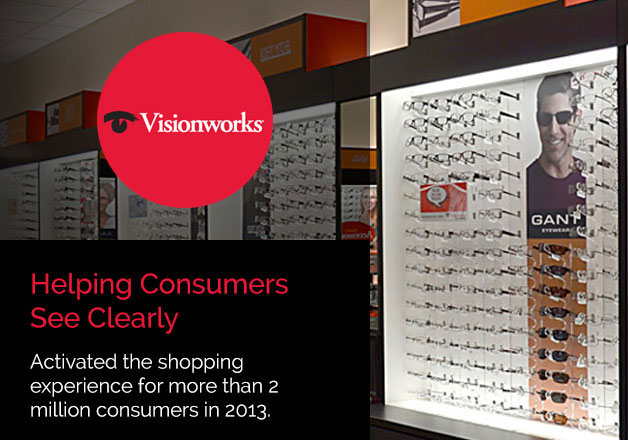 Visionworks
GANT
EYEWEAR
Helping Consumers
See Clearly
Activated the shopping
experience for more than 2
million consumers in 2013.